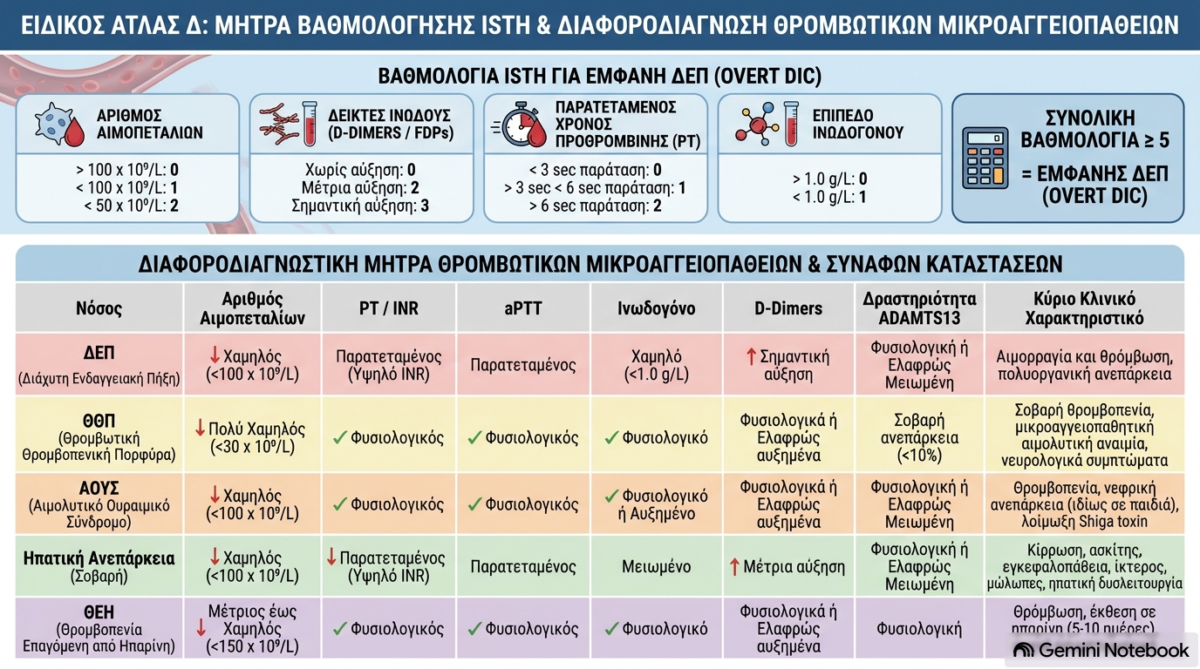 ΕΙΔΙΚΟΣ ΑΤΛΑΣ Δ: ΜΗΤΡΑ ΒΑΘΜΟΛΟΓΗΣΗΣ ISTH & ΔΙΑΦΟΡΟΔΙΑΓΝΩΣΗ ΘΡΟΜΒΩΤΙΚΩΝ ΜΙΚΡΟΑΓΓΕΙΟΠΑΘΕΙΩΝ
ΒΑΘΜΟΛΟΓΙΑ ISTH ΓΙΑ ΕΜΦΑΝΗ ΔΕΠ (OVERT DIC)
ΑΡΙΘΜΟΣ
ΑΙΜΟΠΕΤΑΛΙΩΝ
> 100 x 10⁹/L: 0
< 100 x 10⁹/L: 1
< 50 x 10⁰/L: 2
ΔΕΙΚΤΕΣ ΙΝΩΔΟΥΣ
(D-DIMERS / FDPs)
Χωρίς αύξηση: 0
Μέτρια αύξηση: 2
Σημαντική αύξηση: 3
ΠΑΡΑΤΕΤΑΜΕΝΟΣ
ΧΡΟΝΟΣ
ΠΡΟΘΡΟΜΒΙΝΗΣ (PT)
< 3 sec παράταση: 0
> 3 sec < 6 sec παράταση: 1
> 6 sec παράταση: 2
ΕΠΙΠΕΔΟ
ΙΝΩΔΟΓΟΝΟΥ
> 1.0 g/L: 0
< 1.0 g/L: 1
ΣΥΝΟΛΙΚΗ
ΒΑΘΜΟΛΟΓΙΑ ≥ 5
= ΕΜΦΑΝΗΣ ΔΕΠ
(OVERT DIC)
ΔΙΑΦΟΡΟΔΙΑΓΝΩΣΤΙΚΗ ΜΗΤΡΑ ΘΡΟΜΒΩΤΙΚΩΝ ΜΙΚΡΟΑΓΓΕΙΟΠΑΘΕΙΩΝ & ΣΥΝΑΦΩΝ ΚΑΤΑΣΤΑΣΕΩΝ
Νόσος
Αριθμός
Αιμοπεταλίων
PT / INR
aPTT
Ινωδογόνο
D-Dimers
Δραστηριότητα
ADAMTS13
Κύριο Κλινικό
Χαρακτηριστικό
ΔΕΠ
(Διάχυτη Ενδαγγειακή Πήξη)
↓ Χαμηλός
(<100 x 10⁹/L)
Παρατεταμένος
(Υψηλό INR)
Παρατεταμένος
Χαμηλό
(<1.0 g/L)
↑ Σημαντική
αύξηση
Φυσιολογική ή
Ελαφρώς
Μειωμένη
Αιμορραγία και θρόμβωση,
πολυοργανική ανεπάρκεια
ΘΘΠ
(Θρομβωτική
Θρομβοπενική Πορφύρα)
↓ Πολύ Χαμηλός
(<30 x 10⁹/L)
✓ Φυσιολογικός
✓ Φυσιολογικός
✓ Φυσιολογικό
Φυσιολογικά ή
Ελαφρώς
αυξημένα
Σοβαρή
ανεπάρκεια
(<10%)
Σοβαρή θρομβοπενία,
μικροαγγειοπαθητική
αιμολυτική αναιμία,
νευρολογικά συμπτώματα
ΑΟΥΣ
(Αιμολυτικό Ουραιμικό
Σύνδρομο)
↓ Χαμηλός
(<100 x 10⁹/L)
✓ Φυσιολογικός
✓ Φυσιολογικός
✓ Φυσιολογικό
ή Αυξημένο
Φυσιολογικά ή
Ελαφρώς
αυξημένα
Φυσιολογική ή
Ελαφρώς
Μειωμένη
Θρομβοπενία, νεφρική
ανεπάρκεια (ιδίως σε παιδιά),
λοίμωξη Shiga toxin
Ηπατική Ανεπάρκεια
(Σοβαρή)
↓ Χαμηλός
(<100 x 10⁹/L)
↓ Παρατεταμένος
(Υψηλό INR)
Παρατεταμένος
Μειωμένο
↑ Μέτρια αύξηση
Φυσιολογική ή
Ελαφρώς
Μειωμένη
Κίρρωση, ασκίτης,
εγκεφαλοπάθεια, ίκτερος,
μώλωπες, ηπατική δυσλειτουργία
ΘΕΗ
(Θρομβοπενία
Επαγόμενη από Ηπαρίνη)
Μέτριος έως
↓ Χαμηλός
(<150 x 10⁹/L)
✓ Φυσιολογικός
✓ Φυσιολογικός
✓ Φυσιολογικό
Φυσιολογικά ή
Ελαφρώς
αυξημένα
Φυσιολογική
Θρόμβωση, έκθεση σε
ηπαρίνη (5-10 ημέρες)
Gemini Notebook